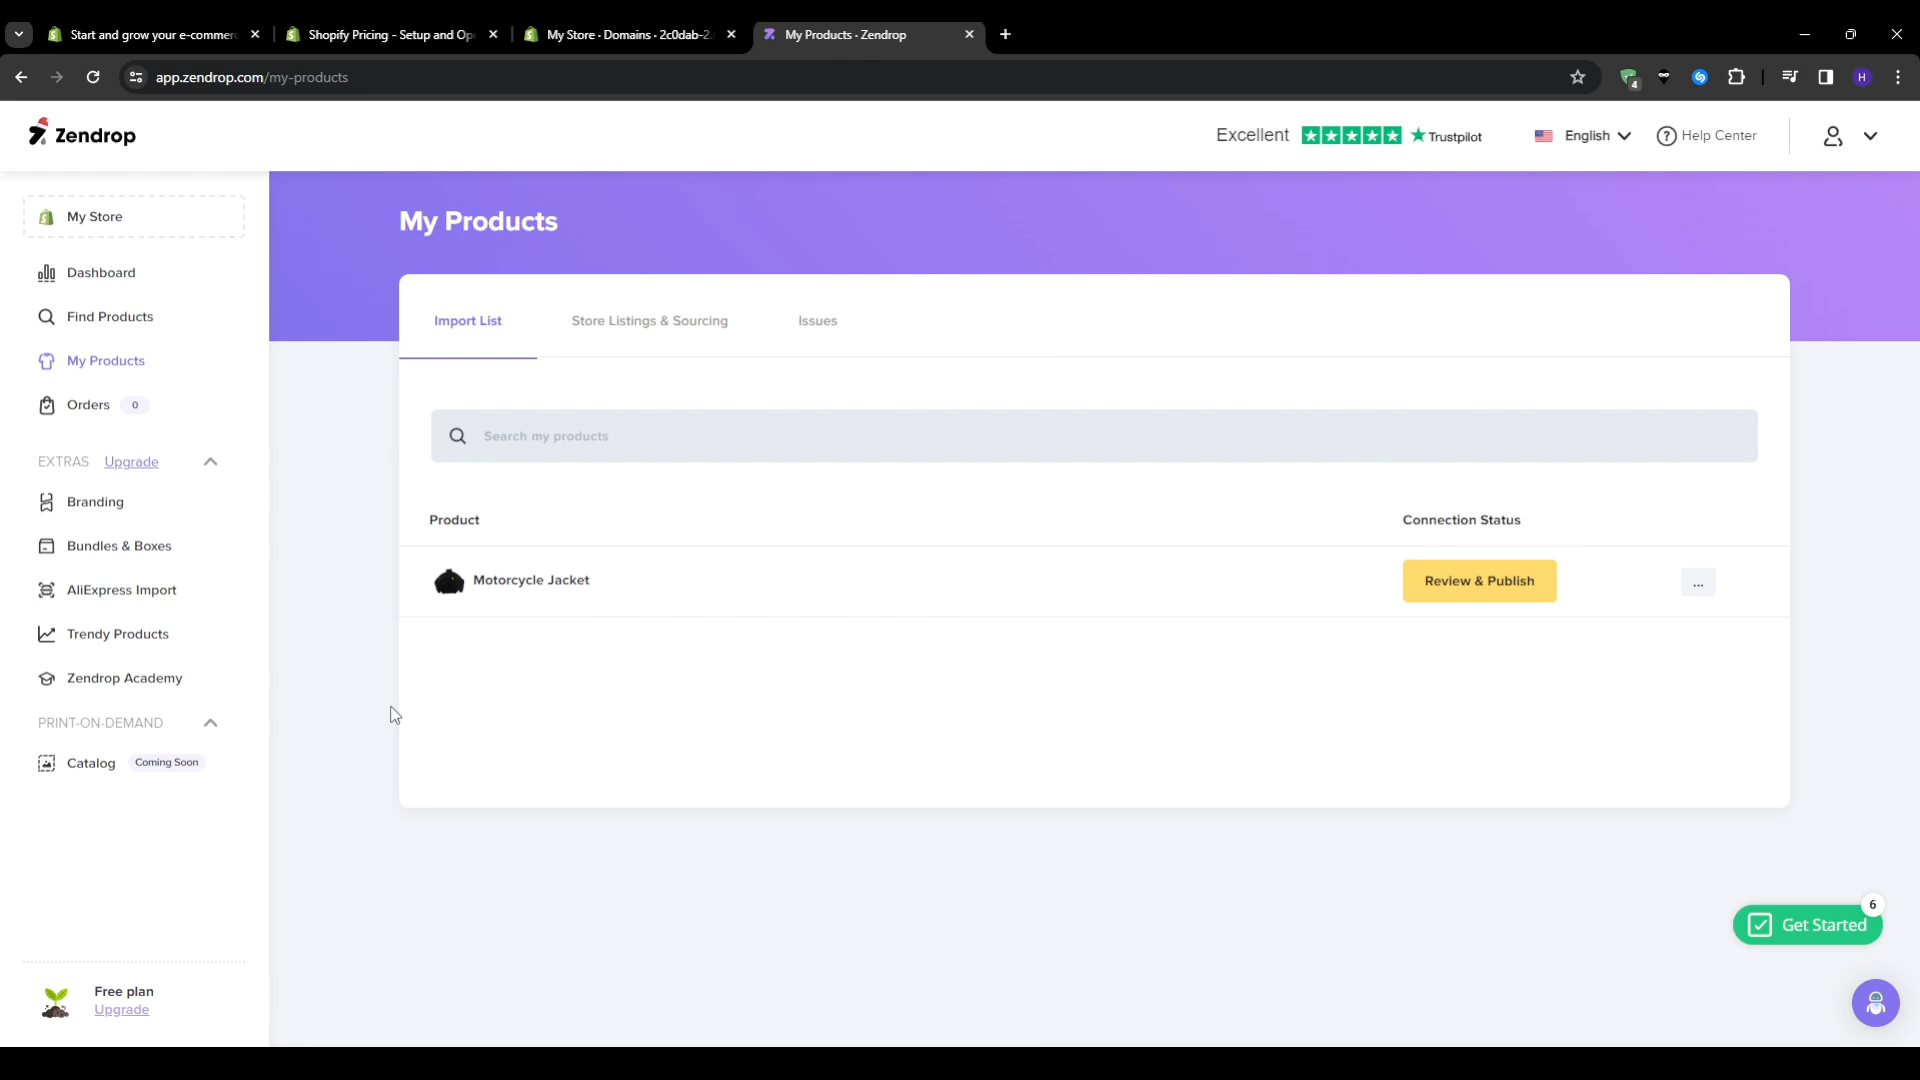 Start and grow your e-commer
Shopify Pricing - Setup and Op
My Store · Domains · 2c0dab-2
My Products · Zendrop
app.zendrop.com/my-products
4
H
Zendrop
Excellent
Trustpilot
English
? Help Center
My Store
Dashboard
Find Products
My Products
Orders 0
EXTRAS Upgrade
Branding
Bundles & Boxes
AliExpress Import
Trendy Products
Zendrop Academy
PRINT-ON-DEMAND
Catalog Coming Soon
Free plan
Upgrade
My Products
Import List
Store Listings & Sourcing
Issues
Search my products
Product
Connection Status
Motorcycle Jacket
Review & Publish
...
6
Get Started